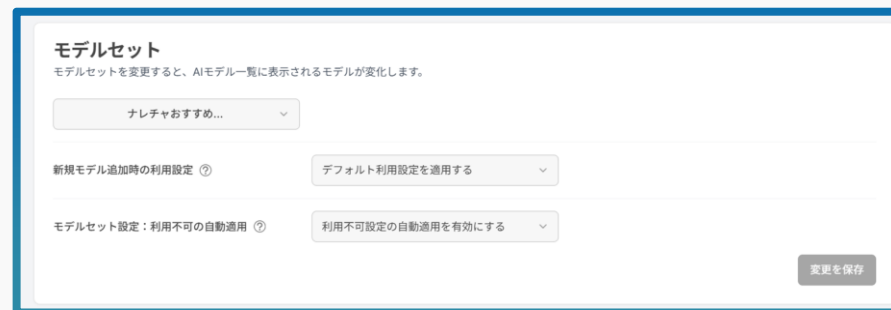 モデルセット
モデルセットを変更すると、AIモデル一覧に表示されるモデルが変化します。
ナレチャおすすめ...
新規モデル追加時の利用設定 ?
デフォルト利用設定を適用する
モデルセット設定：利用不可の自動適用 ?
利用不可設定の自動適用を有効にする
変更を保存